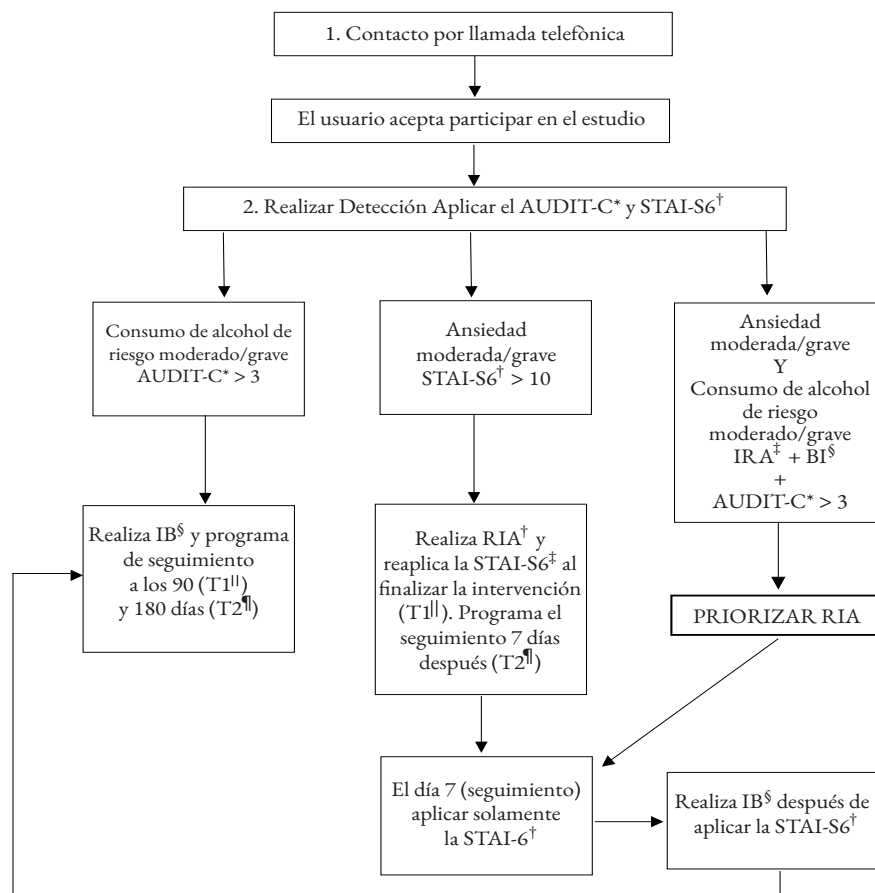 1. Contacto por llamada telefònica
El usuario acepta participar en el estudio
2. Realizar Detección Aplicar el AUDIT-C* y STAI-S6†
Consumo de alcohol de
riesgo moderado/grave
AUDIT-C* > 3
Ansiedad
moderada/grave
STAI-S6† > 10
Ansiedad
moderada/grave
Y
Consumo de alcohol
de riesgo
moderado/grave
IRA‡ + BI§
+
AUDIT-C* > 3
Realiza IB§ y programa
de seguimiento
a los 90 (T1||)
y 180 días (T2¶)
Realiza RIA† y
reaplica la STAI-S6‡ al
finalizar la intervención
(T1||). Programa el
seguimiento 7 días
después (T2¶)
PRIORIZAR RIA
El día 7 (seguimiento)
aplicar solamente
la STAI-6†
Realiza IB§ después de
aplicar la STAI-S6†